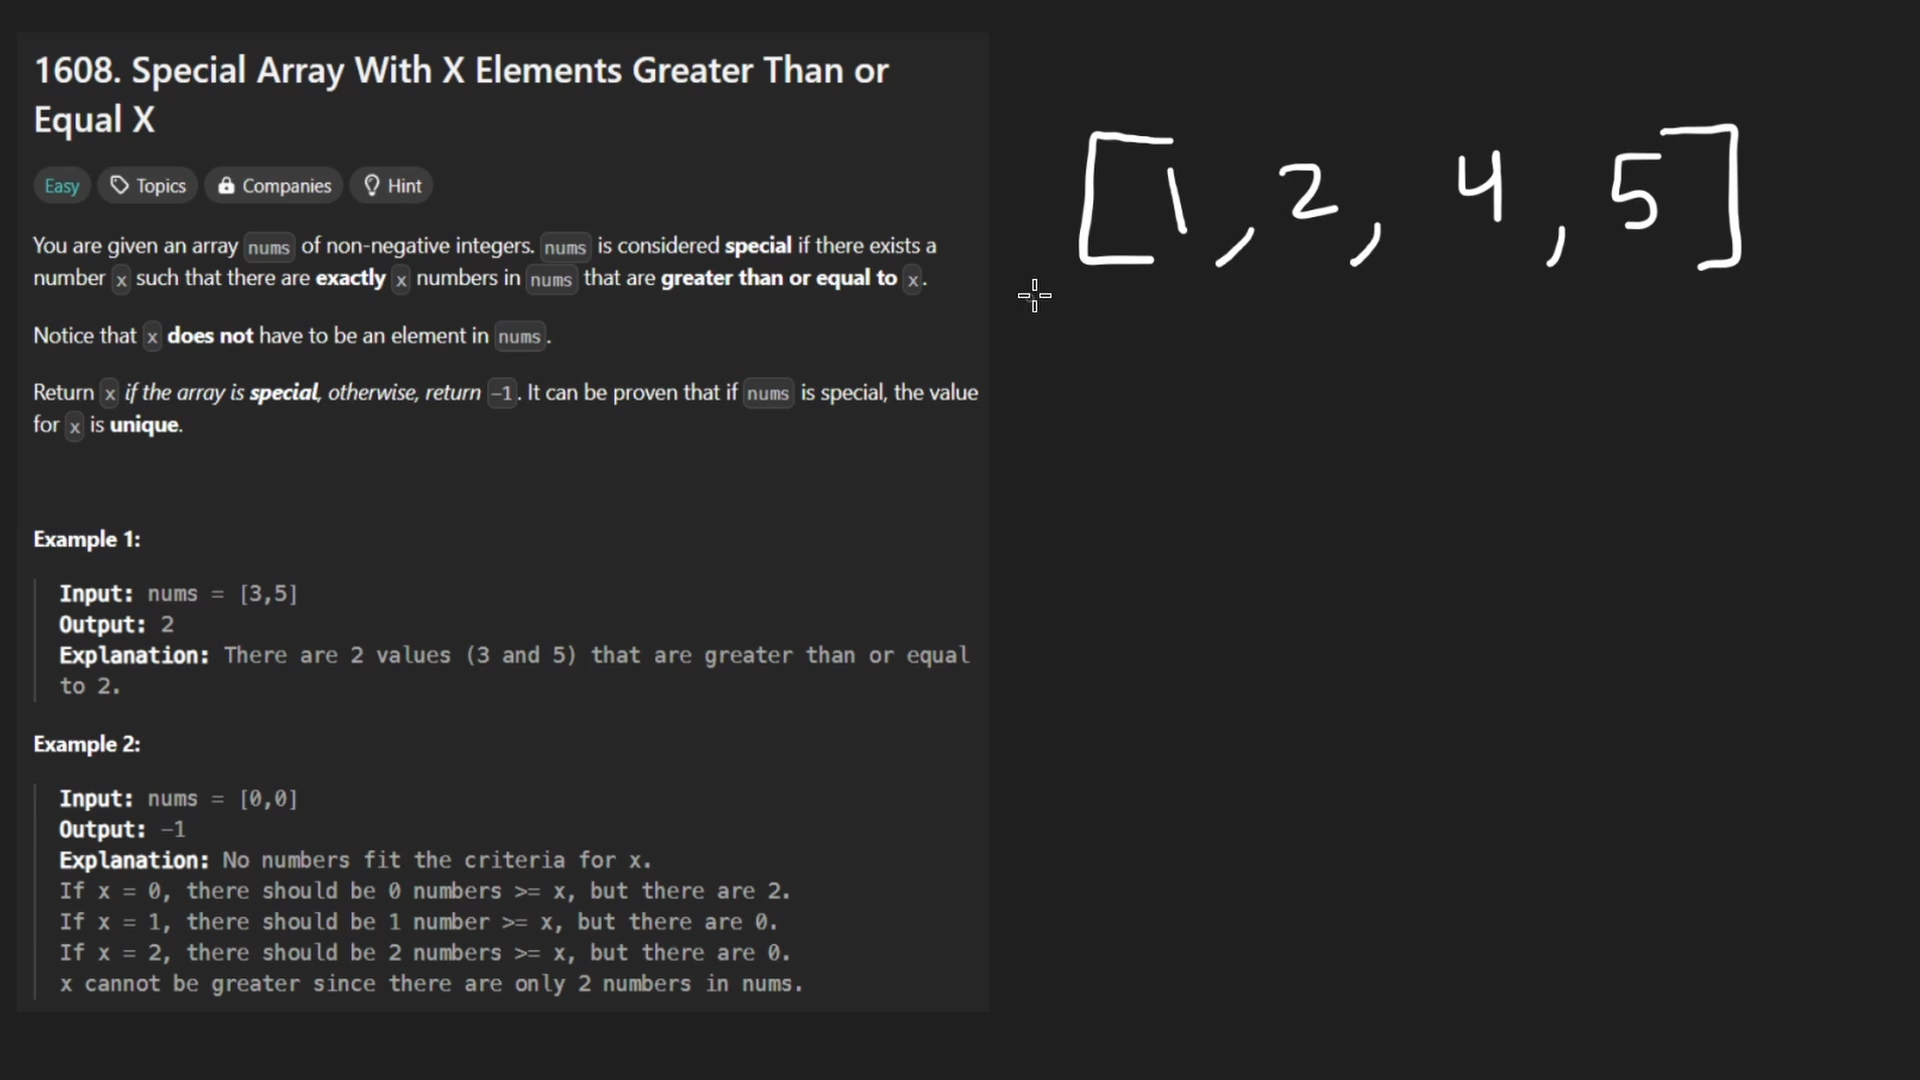 1608. Special Array With X Elements Greater Than or
Equal X
Easy Topics Companies Hint
You are given an array nums of non-negative integers. nums is considered special if there exists a
number x such that there are exactly x numbers in nums that are greater than or equal to x.
Notice that x does not have to be an element in nums.
Return x if the array is special, otherwise, return -1. It can be proven that if nums is special, the value
for x is unique.
Example 1:
Input: nums = [3,5]
Output: 2
Explanation: There are 2 values (3 and 5) that are greater than or equal
to 2.
Example 2:
Input: nums = [0,0]
Output: -1
Explanation: No numbers fit the criteria for x.
If x = 0, there should be 0 numbers >= x, but there are 2.
If x = 1, there should be 1 number >= x, but there are 0.
If x = 2, there should be 2 numbers >= x, but there are 0.
x cannot be greater since there are only 2 numbers in nums.
[1, 2, 4, 5]